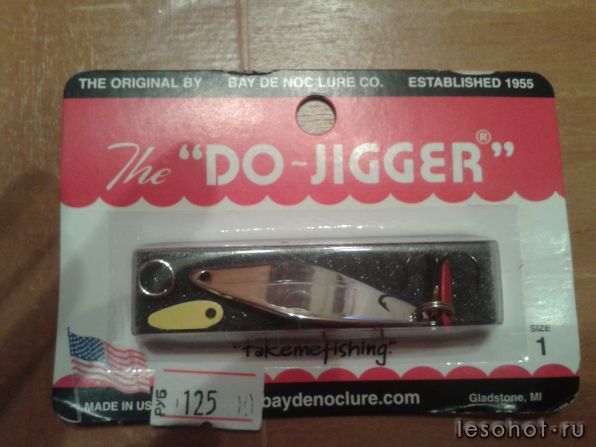 THE ORIGINAL BY BAY DE NOC LURE CO. ESTABLISHED 1955
The "DO-JIGGER®"
SIZE
1
"takemefishing."
MADE IN US
РУБ 125
baydenoclure.com
Gladstone, MI
lesohot·ru